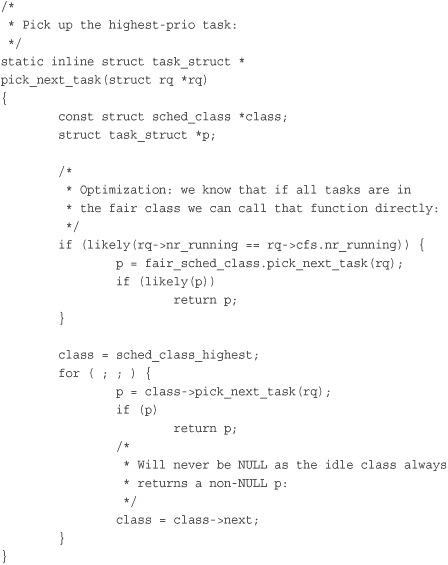 /*
 * Pick up the highest-prio task:
 */
static inline struct task_struct *
pick_next_task(struct rq *rq)
{
        const struct sched_class *class;
        struct task_struct *p;

        /*
         * Optimization: we know that if all tasks are in
         * the fair class we can call that function directly:
         */
        if (likely(rq->nr_running == rq->cfs.nr_running)) {
                p = fair_sched_class.pick_next_task(rq);
                if (likely(p))
                        return p;
        }

        class = sched_class_highest;
        for ( ; ; ) {
                p = class->pick_next_task(rq);
                if (p)
                        return p;
                /*
                 * Will never be NULL as the idle class always
                 * returns a non-NULL p:
                 */
                class = class->next;
        }
}